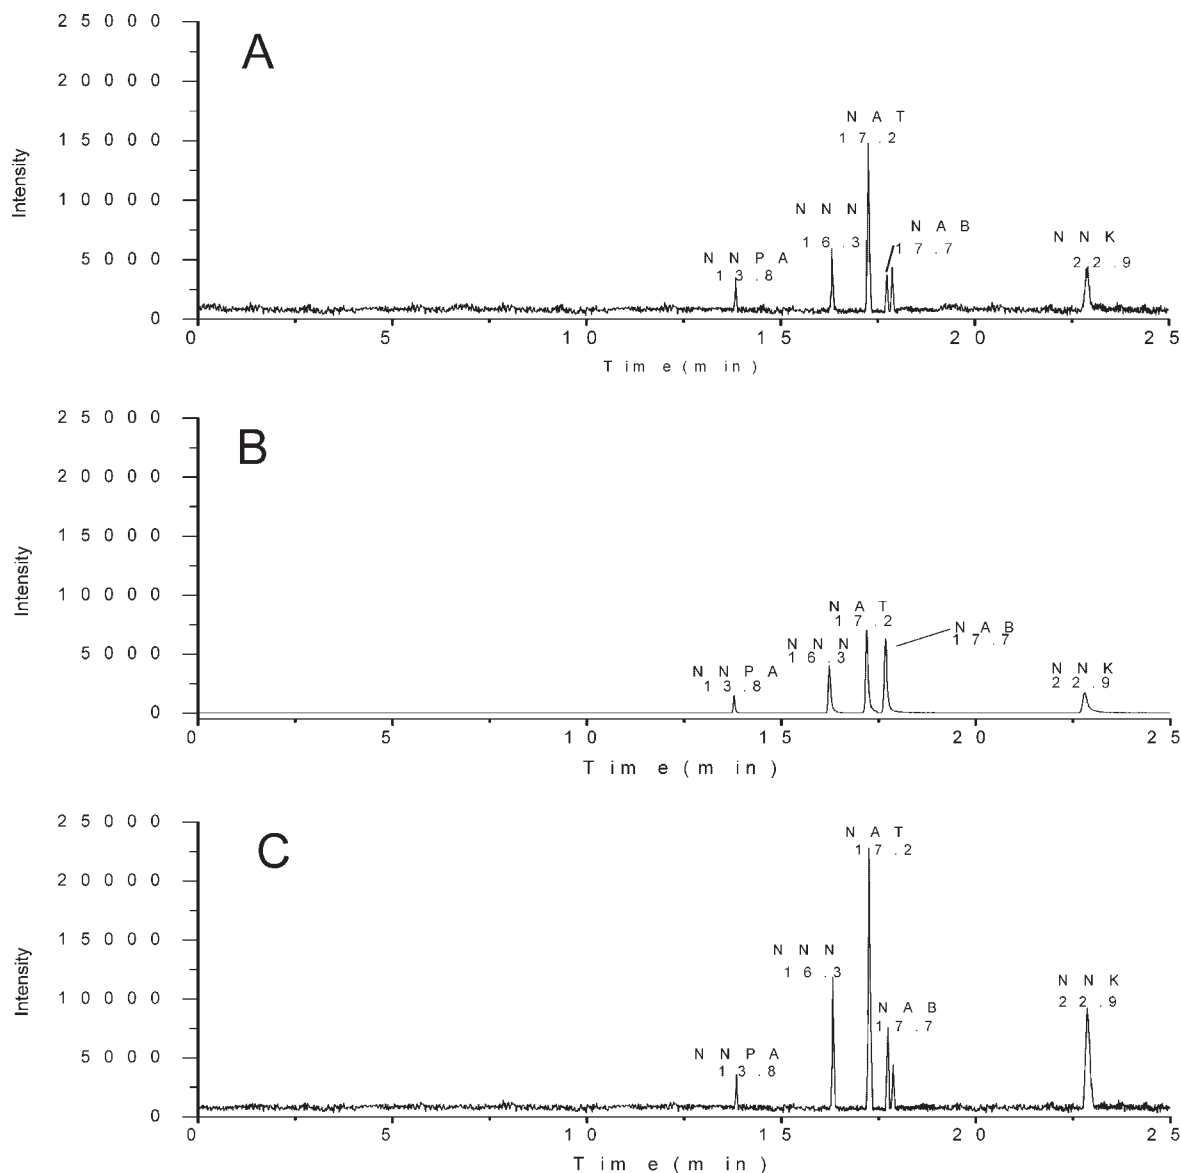 A
25000
20000
15000
10000
5000
0
Intensity
NAT
17.2
NNN
16.3
NAB
17.7
NNPA
13.8
NNK
22.9
0 5 10 15 20 25
Time(min)
B
25000
20000
15000
10000
5000
0
Intensity
NAT
17.2
NAB
17.7
NNN
16.3
NNPA
13.8
NNK
22.9
0 5 10 15 20 25
Time(min)
C
25000
20000
15000
10000
5000
0
Intensity
NAT
17.2
NNN
16.3
NAB
17.7
NNPA
13.8
NNK
22.9
0 5 10 15 20 25
Time(min)